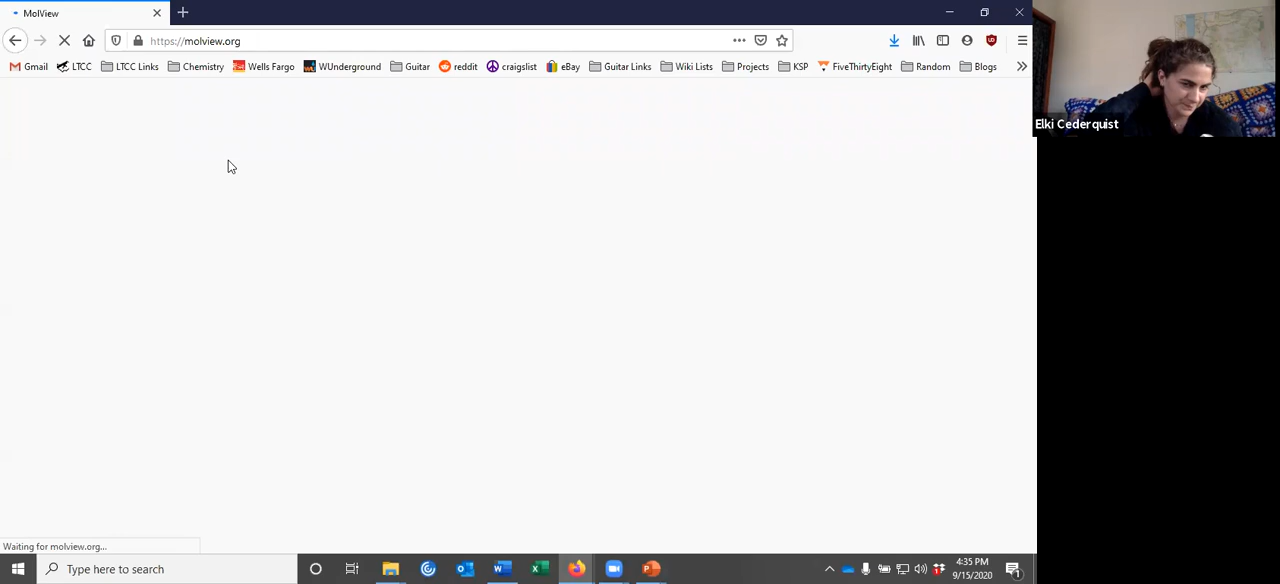 MolView
https://molview.org
Gmail LTCC LTCC Links Chemistry Wells Fargo WUnderground Guitar reddit craigslist eBay Guitar Links Wiki Lists Projects KSP FiveThirtyEight Random Blogs
Elki Cederquist
Waiting for molview.org...
Type here to search
4:35 PM
9/15/2020